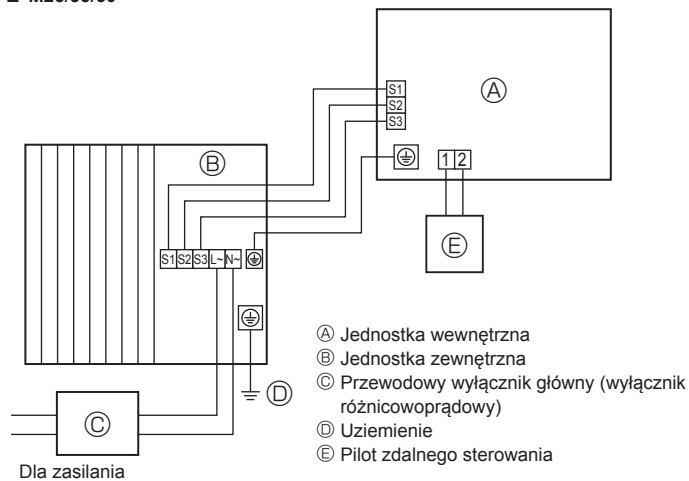 S1
S2
S3
Ⓐ
1 2
Ⓑ
S1 S2 S3 L~ N~
Ⓔ
Ⓓ
Ⓒ
Dla zasilania
Ⓐ Jednostka wewnętrzna
Ⓑ Jednostka zewnętrzna
Ⓒ Przewodowy wyłącznik główny (wyłącznik
różnicowoprądowy)
Ⓓ Uziemienie
Ⓔ Pilot zdalnego sterowania